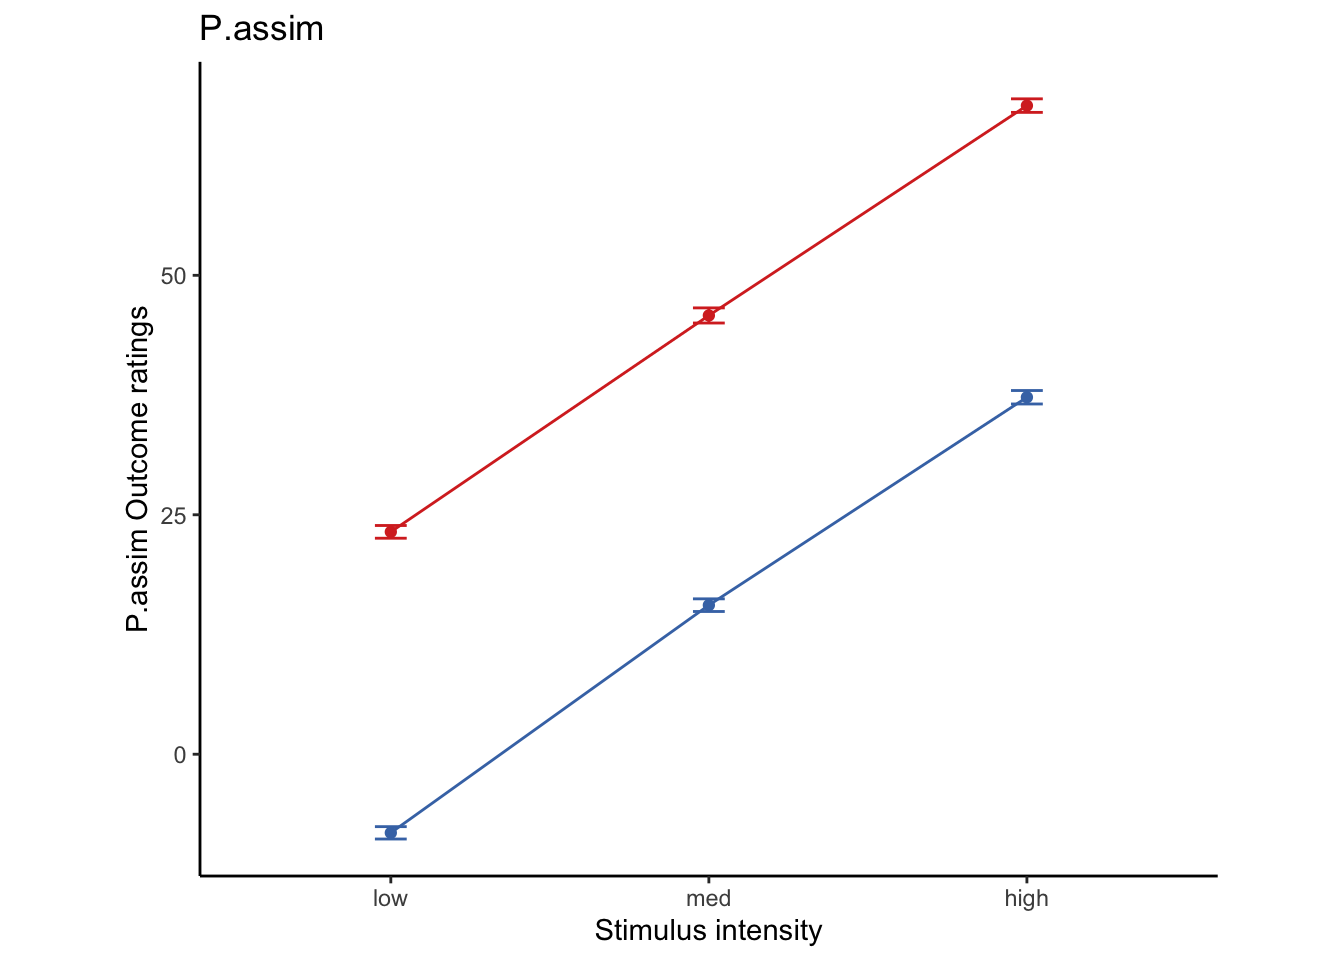 P.assim
P.assim Outcome ratings
50
25
0
low med high
Stimulus intensity